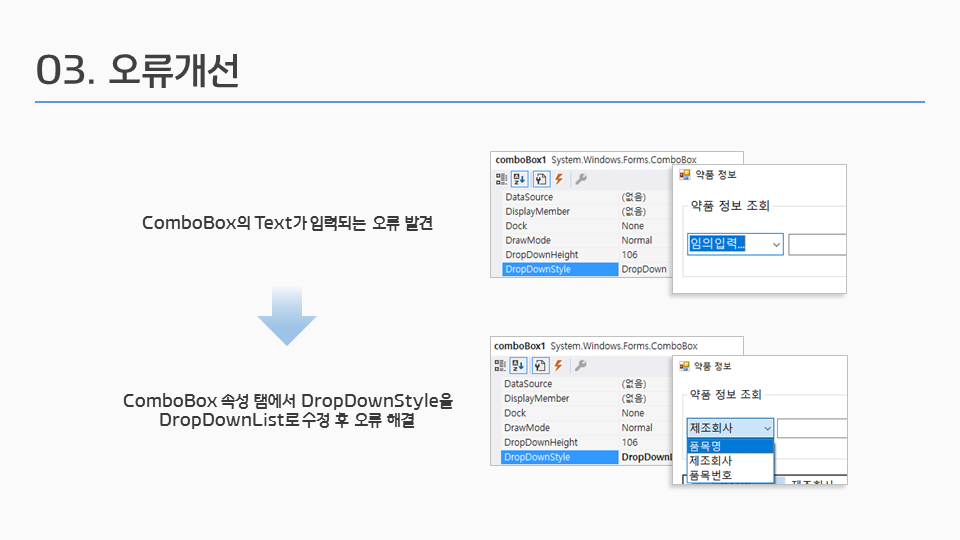 03. 오류개선
ComboBox의 Text가 입력되는 오류 발견
comboBox1 System.Windows.Forms.ComboBox
DataSource (없음)
DisplayMember (없음)
Dock None
DrawMode Normal
DropDownHeight 106
DropDownStyle DropDown
약품 정보
약품 정보 조회
임의입력...
ComboBox 속성 탬에서 DropDownStyle을
DropDownList로 수정 후 오류 해결
comboBox1 System.Windows.Forms.ComboBox
DataSource (없음)
DisplayMember (없음)
Dock None
DrawMode Normal
DropDownHeight 106
DropDownStyle DropDownL
약품 정보
약품 정보 조회
제조회사
품목명
제조회사
품목번호
제조회사